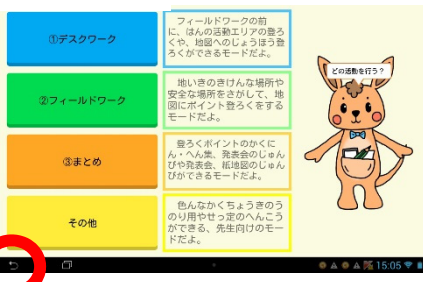 ①デスクワーク
フィールドワークの前
に、はんの活動エリアの登ろ
くや、地図へのじょうほう登
ろくができるモードだよ。
②フィールドワーク
地いきのきけんな場所や
安全な場所をさがして、地
図にポイント登ろくをする
モードだよ。
③まとめ
登ろくポイントのかくに
ん・へん集、発表会のじゅん
びや発表会、紙地図のじゅん
びができるモードだよ。
その他
色んなかくちょうきのう
のり用やせっ定のへんこう
ができる、先生向けのモー
ドだよ。
どの活動を行う?
15:05